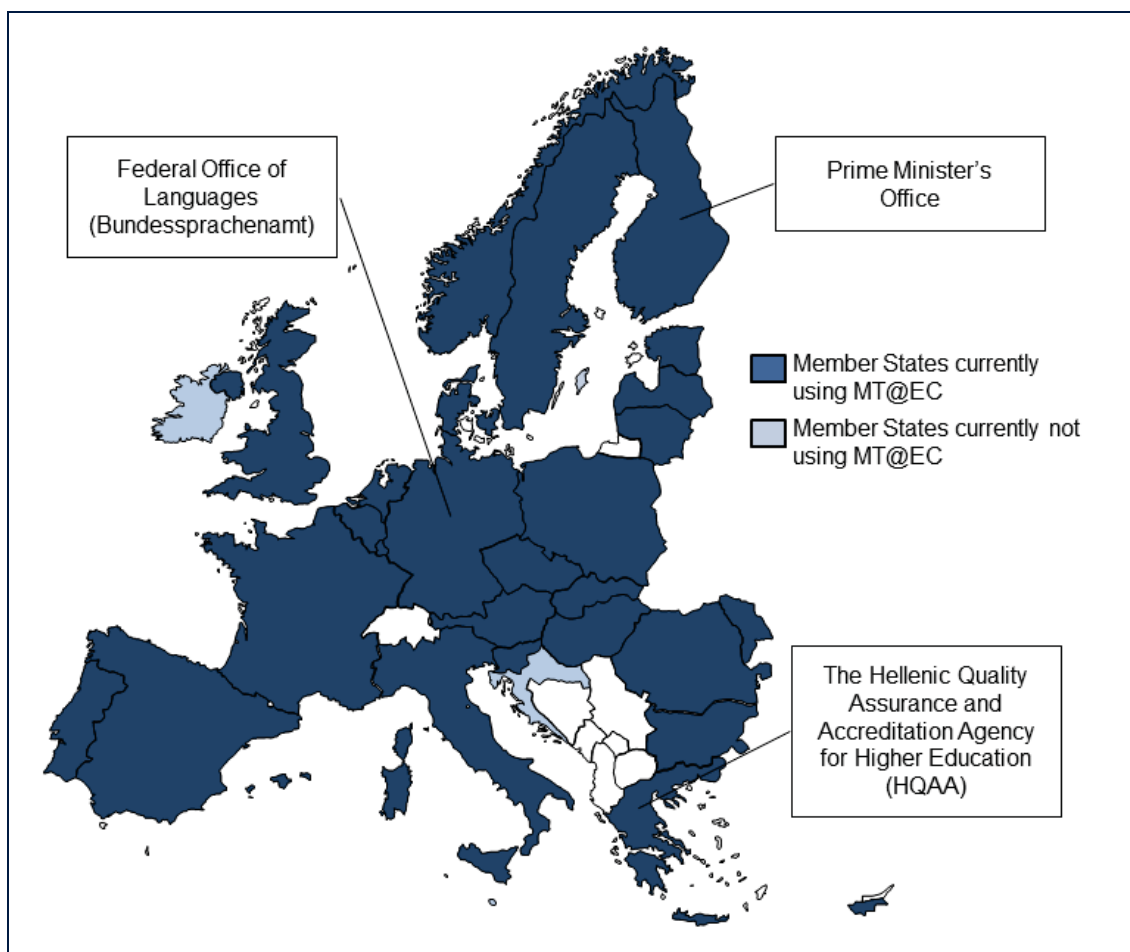 Federal Office of
Languages
(Bundessprachenamt)
Prime Minister's
Office
Member States currently
using MT@EC
Member States currently not
using MT@EC
The Hellenic Quality
Assurance and
Accreditation Agency
for Higher Education
(HQAA)